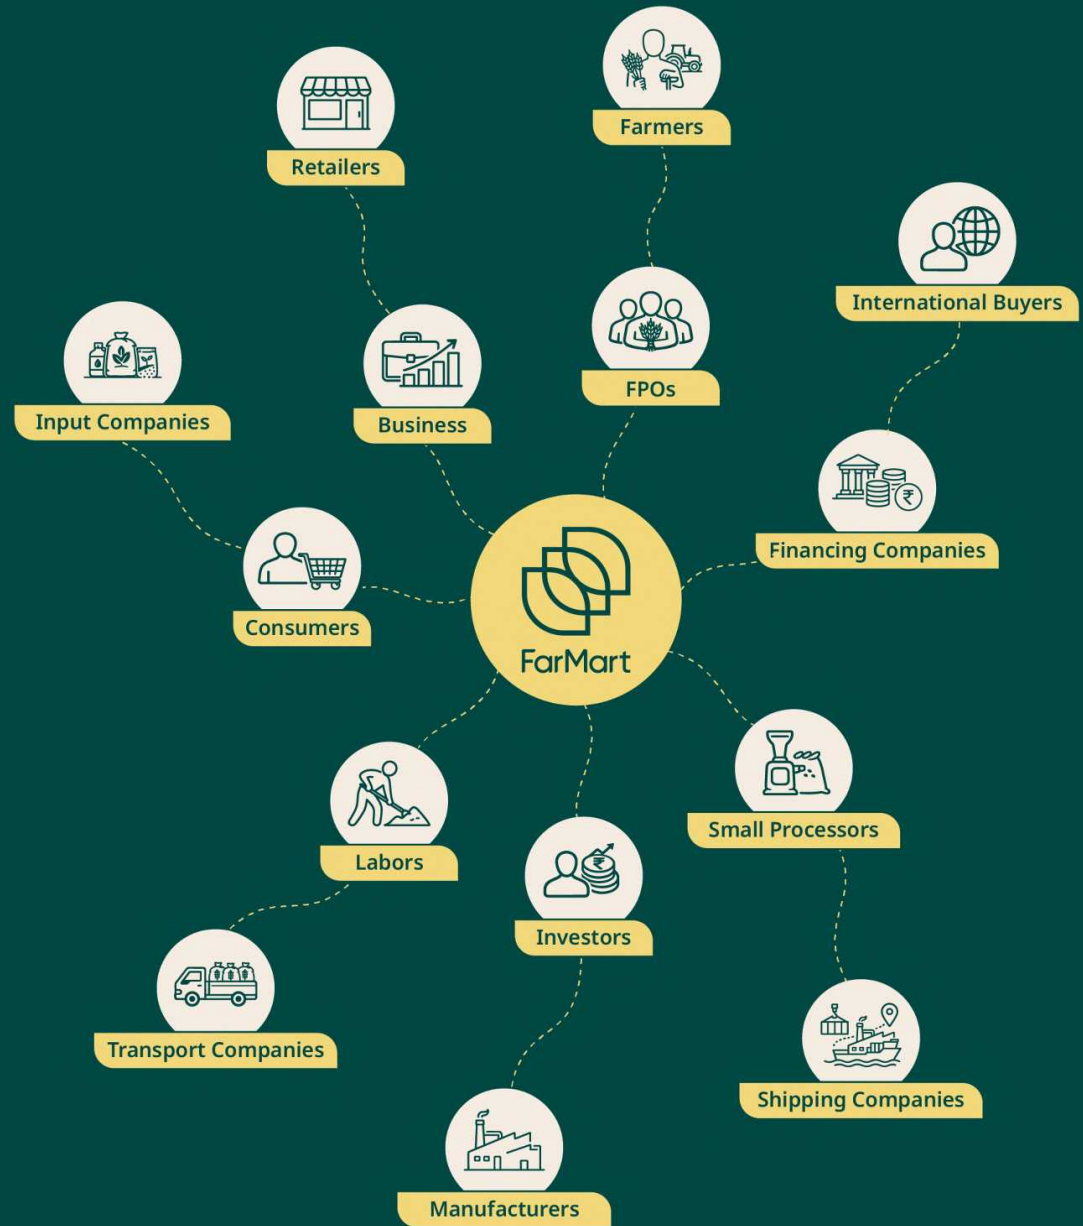 Farmers
Retailers
International Buyers
FPOs
Input Companies
Business
₹
Financing Companies
Consumers
FarMart
Small Processors
Labors
₹
Investors
Transport Companies
Shipping Companies
Manufacturers